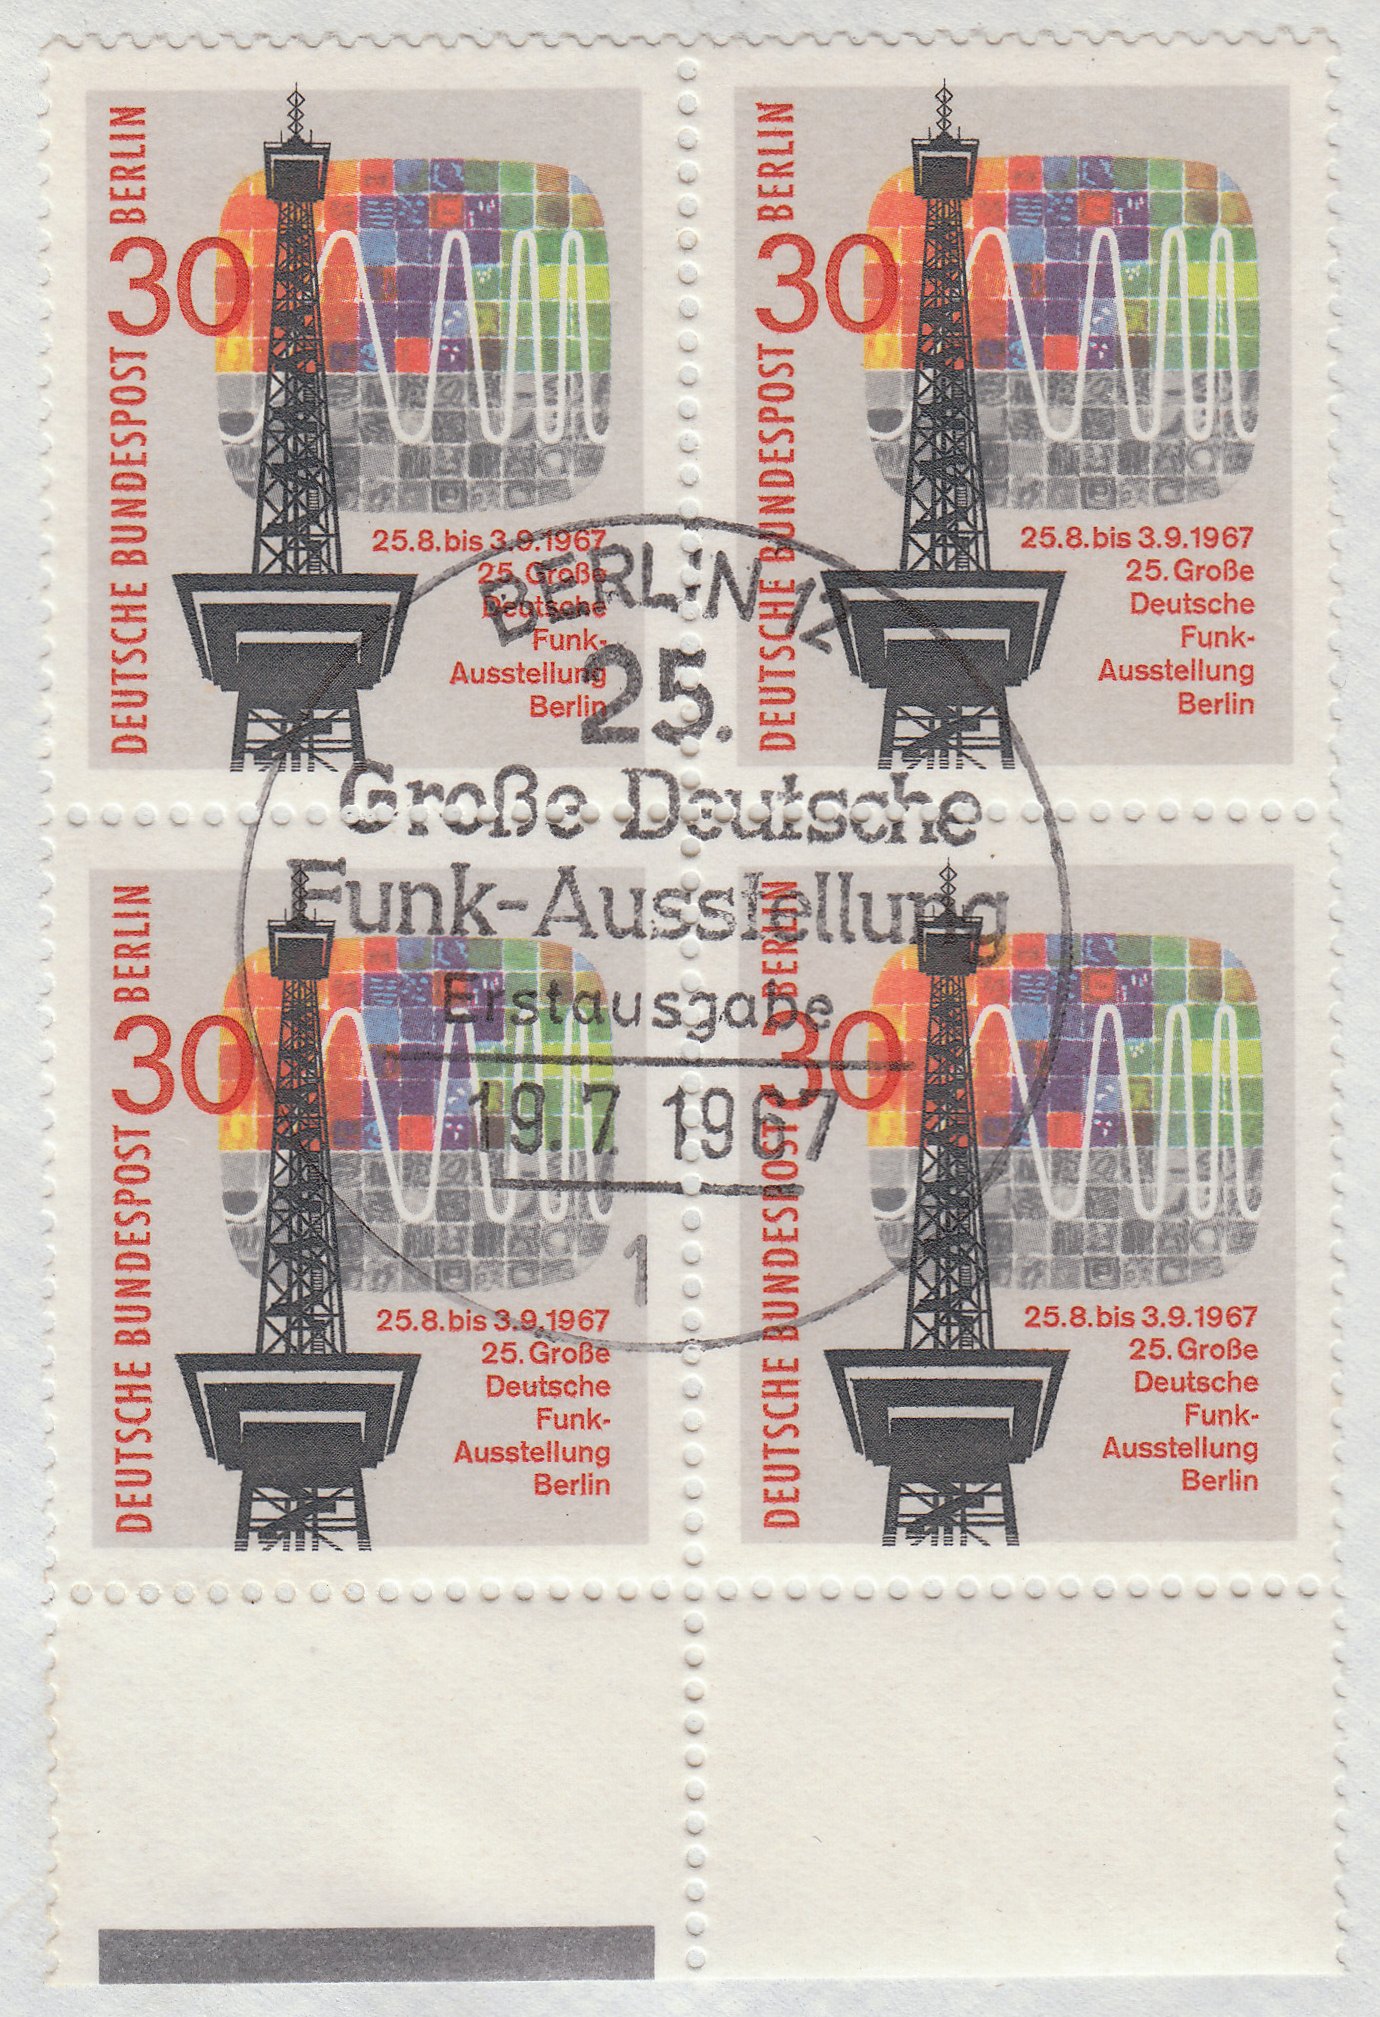 DEUTSCHE BUNDESPOST BERLIN
30
25.8.bis 3.9.1967
25. Große
Deutsche
Funk-
Ausstellung
Berlin
DEUTSCHE BUNDESPOST BERLIN
30
25.8.bis 3.9.1967
25. Große
Deutsche
Funk-
Ausstellung
Berlin
BERLIN 12
25.
Große Deutsche
Funk-Ausstellung
Erstausgabe
19.7. 1967
1
DEUTSCHE BUNDESPOST BERLIN
30
25.8.bis 3.9.1967
25. Große
Deutsche
Funk-
Ausstellung
Berlin
DEUTSCHE BUNDESPOST BERLIN
30
25.8.bis 3.9.1967
25. Große
Deutsche
Funk-
Ausstellung
Berlin